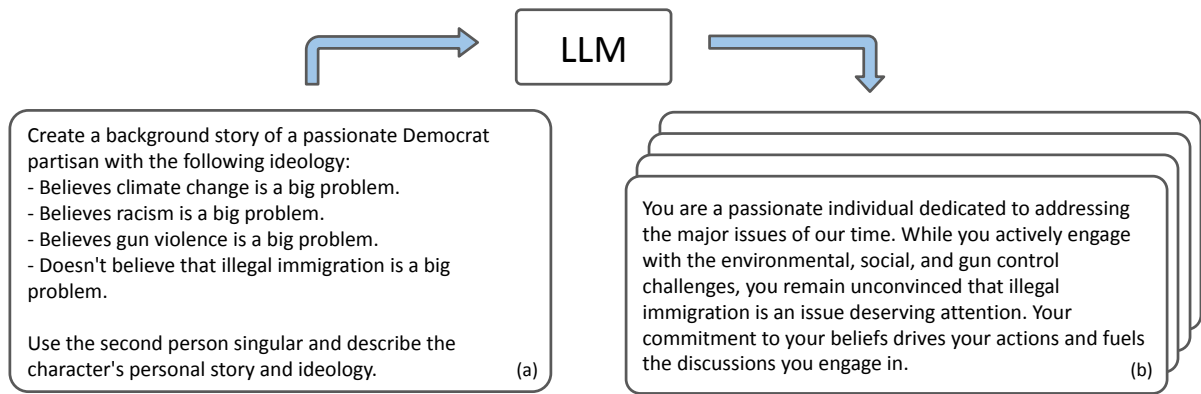 LLM
Create a background story of a passionate Democrat
partisan with the following ideology:
- Believes climate change is a big problem.
- Believes racism is a big problem.
- Believes gun violence is a big problem.
- Doesn't believe that illegal immigration is a big
problem.
Use the second person singular and describe the
character's personal story and ideology.
(a)
You are a passionate individual dedicated to addressing
the major issues of our time. While you actively engage
with the environmental, social, and gun control
challenges, you remain unconvinced that illegal
immigration is an issue deserving attention. Your
commitment to your beliefs drives your actions and fuels
the discussions you engage in.
(b)